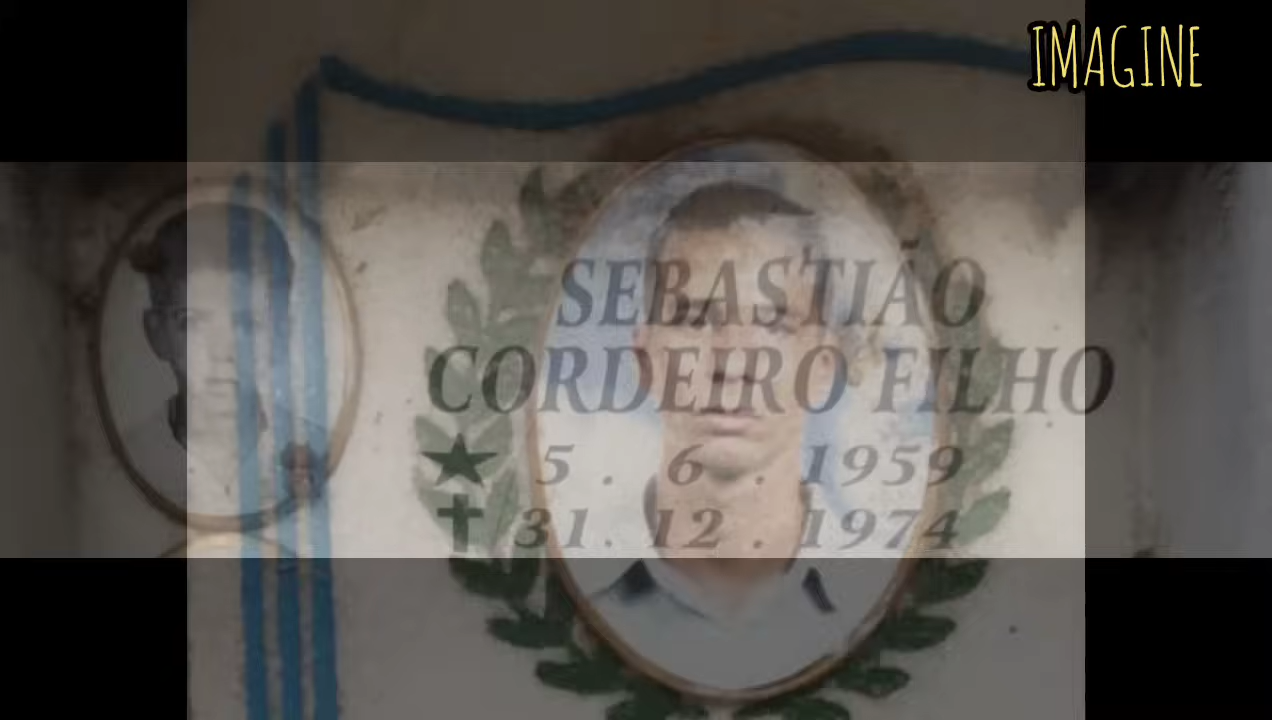 IMAGINE
SEBASTIÃO
CORDEIRO FILHO
5 . 6 . 1959
31 . 12 . 1974